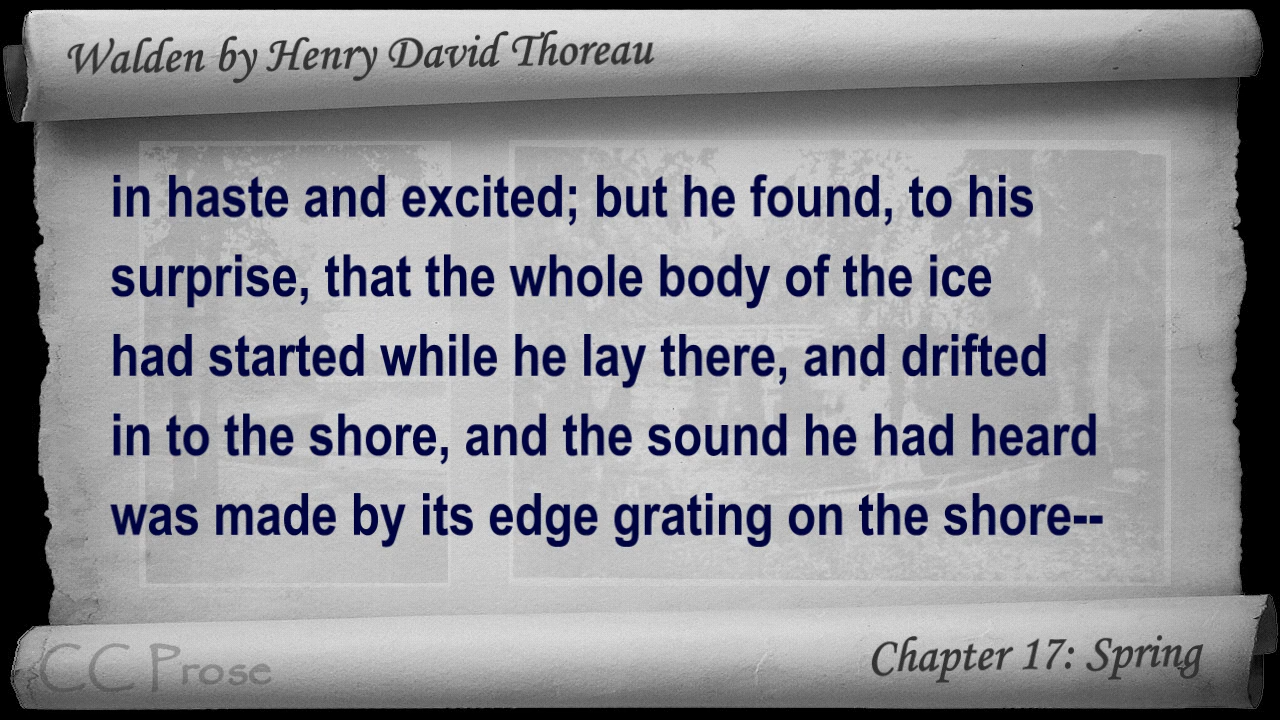 Walden by Henry David Thoreau
in haste and excited; but he found, to his
surprise, that the whole body of the ice
had started while he lay there, and drifted
in to the shore, and the sound he had heard
was made by its edge grating on the shore--
Chapter 17: Spring
CC Prose